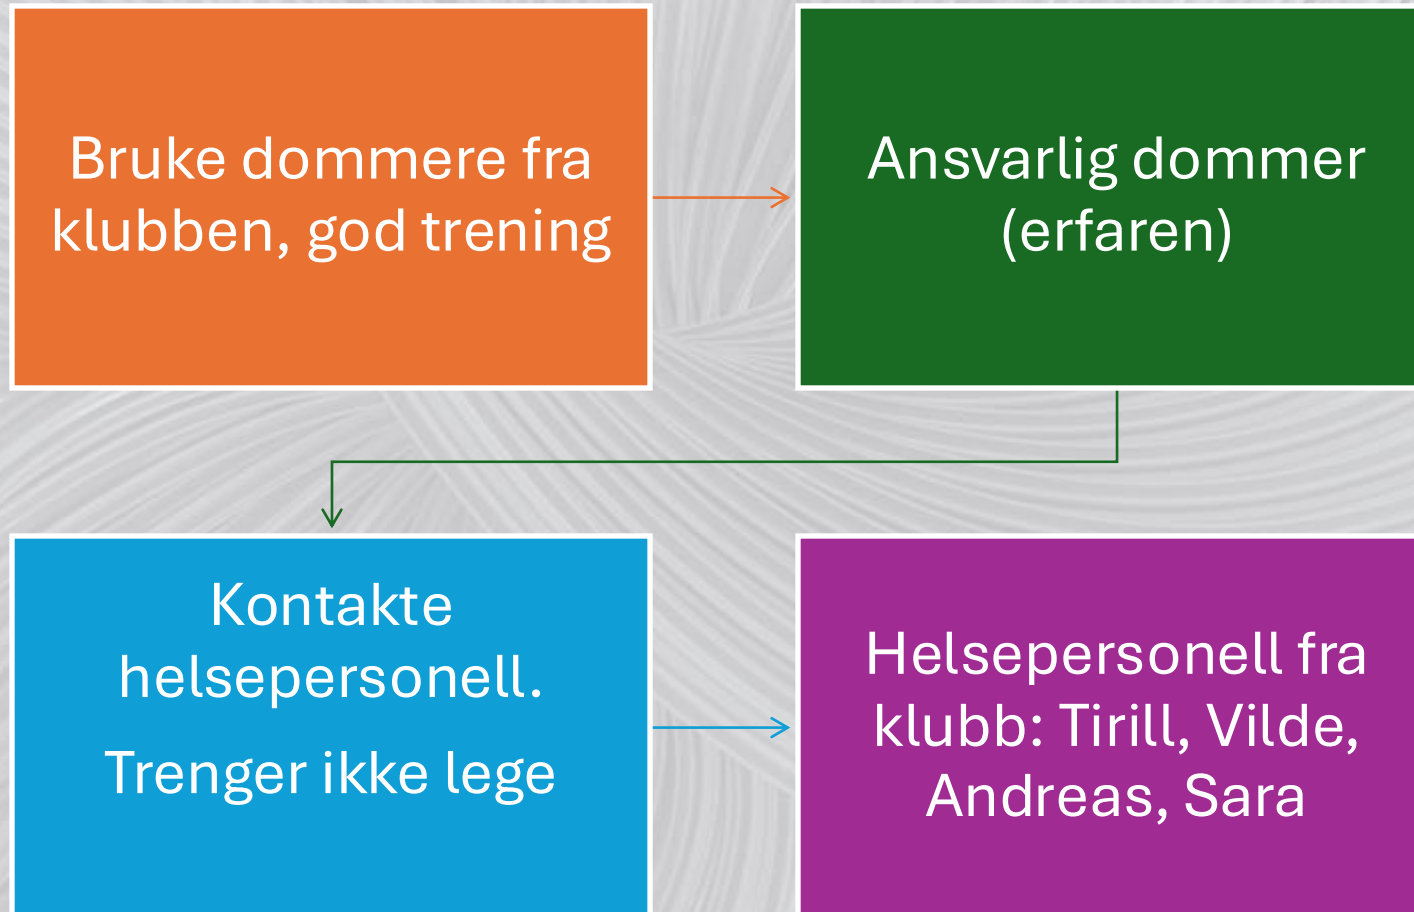 Bruke dommere fra
klubben, god trening
Ansvarlig dommer
(erfaren)
Kontakte
helsepersonell.
Trenger ikke lege
Helsepersonell fra
klubb: Tirill, Vilde,
Andreas, Sara